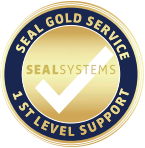 SEAL GOLD SERVICE
SEALSYSTEMS
1 ST LEVEL SUPPORT